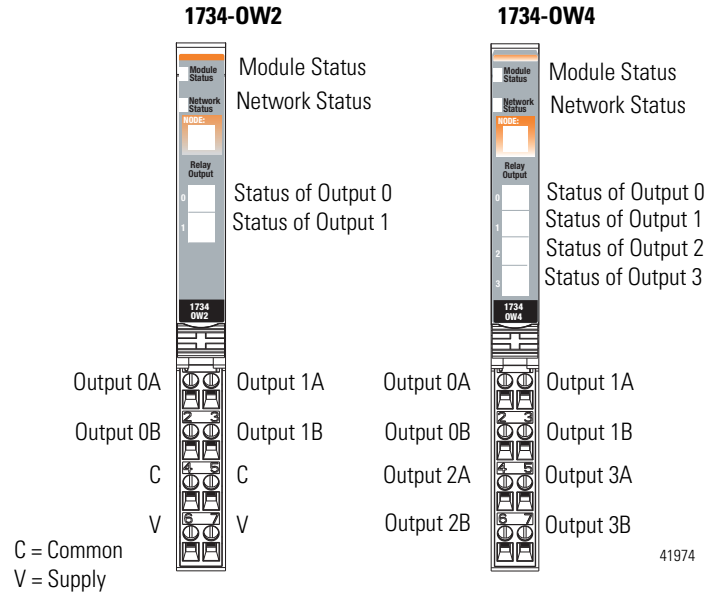 1734-OW2
1734-OW4
Module Status
Module Status
Network Status
Network Status
NODE:
Relay Output
0
Status of Output 0
1
Status of Output 1
1734
OW2
Module Status
Module Status
Network Status
Network Status
NODE:
Relay Output
0
Status of Output 0
1
Status of Output 1
2
Status of Output 2
3
Status of Output 3
1734
OW4
Output 0A
Output 1A
2 3
Output 0B
Output 1B
4 5
C
C
6 7
V
V
Output 0A
Output 1A
2 3
Output 0B
Output 1B
4 5
Output 2A
Output 3A
6 7
Output 2B
Output 3B
C = Common
V = Supply
41974